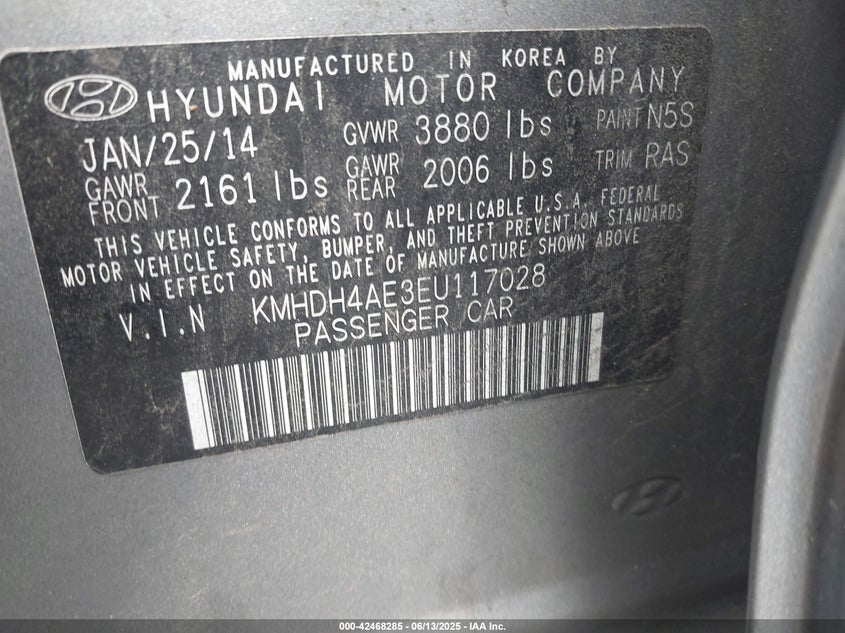 MANUFACTURED IN KOREA BY
HYUNDAI MOTOR COMPANY
JAN/25/14 GVWR 3880 lbs PAINT N5S
GAWR FRONT 2161 lbs GAWR REAR 2006 lbs TRIM RAS
THIS VEHICLE CONFORMS TO ALL APPLICABLE U.S.A. FEDERAL
MOTOR VEHICLE SAFETY, BUMPER, AND THEFT PREVENTION STANDARDS
IN EFFECT ON THE DATE OF MANUFACTURE SHOWN ABOVE
V.I.N KMHDH4AE3EU117028
PASSENGER CAR
000-42468285 - 06/13/2025 - IAA Inc.